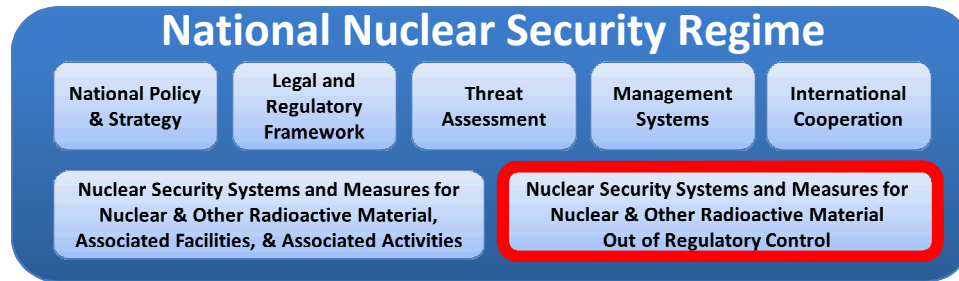 National Nuclear Security Regime
National Policy
& Strategy
Legal and
Regulatory
Framework
Threat
Assessment
Management
Systems
International
Cooperation
Nuclear Security Systems and Measures for
Nuclear & Other Radioactive Material,
Associated Facilities, & Associated Activities
Nuclear Security Systems and Measures for
Nuclear & Other Radioactive Material
Out of Regulatory Control